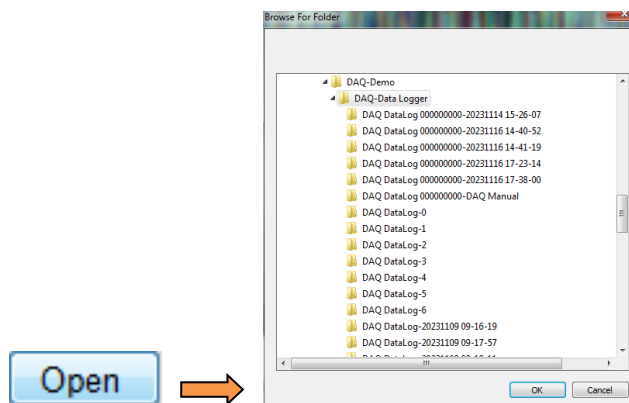 Browse For Folder
DAQ-Demo
DAQ-Data Logger
DAQ DataLog 000000000-20231114 15-26-07
DAQ DataLog 000000000-20231116 14-40-52
DAQ DataLog 000000000-20231116 14-41-19
DAQ DataLog 000000000-20231116 17-23-14
DAQ DataLog 000000000-20231116 17-38-00
DAQ DataLog 000000000-DAQ Manual
DAQ DataLog-0
DAQ DataLog-1
DAQ DataLog-2
DAQ DataLog-3
DAQ DataLog-4
DAQ DataLog-5
DAQ DataLog-6
DAQ DataLog-20231109 09-16-19
DAQ DataLog-20231109 09-17-57
Open
OK Cancel